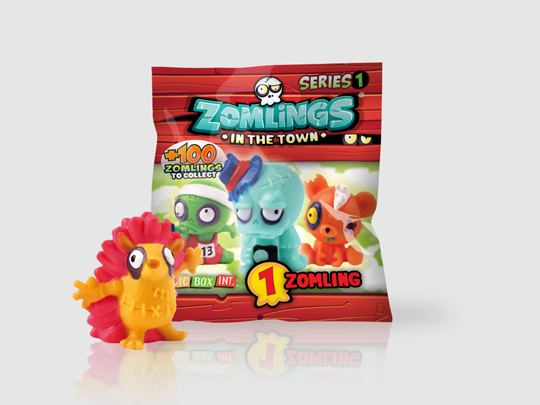 SERIES 1
ZOMLINGS
• IN THE TOWN •
+100
ZOMLINGS
TO COLLECT
13
BOX INT.
1 ZOMLING